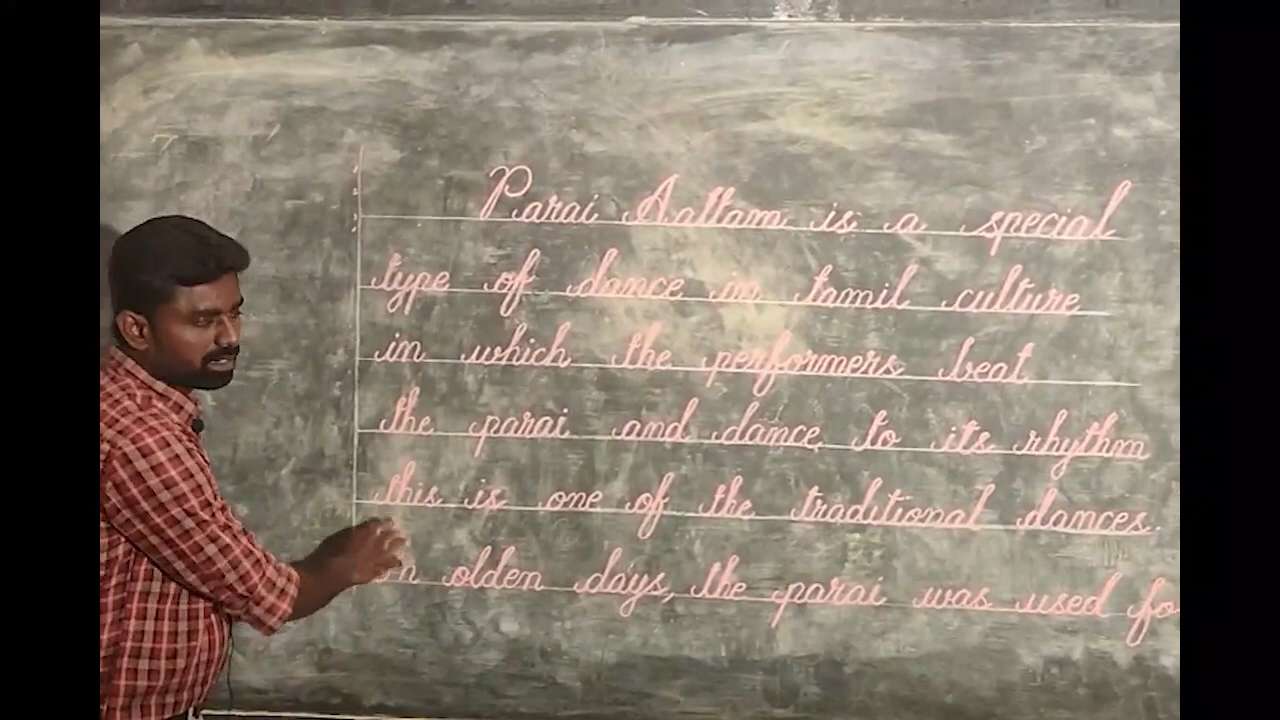 Parai Aattam is a special
type of dance in tamil culture
in which the performers beat
the parai and dance to its rhythm
this is one of the traditional dances.
olden days, the parai was used